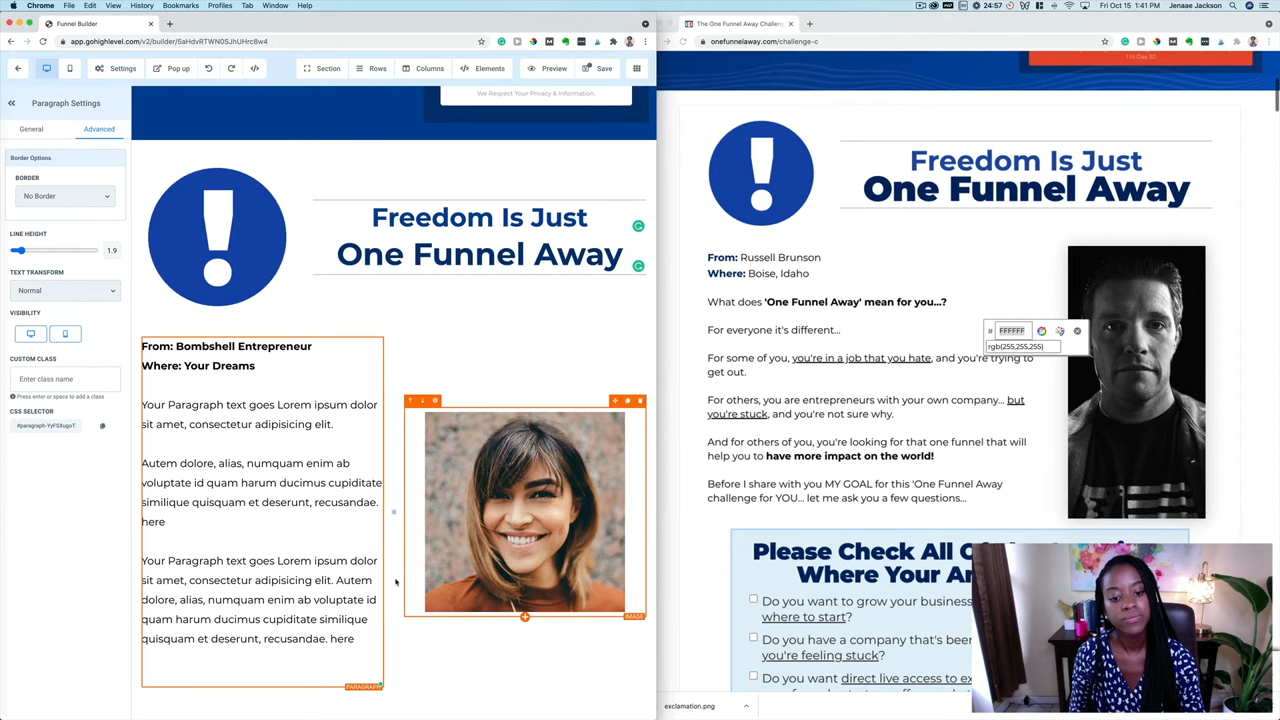 Chrome File Edit View History Bookmarks Profiles Tab Window Help
24:57
Fri Oct 15 1:41 PM
Funnel Builder
The One Funnel Away Challen
onefunnelaway.com/challenge-c
Settings
Pop up
Section
Rows
Columns
Elements
Preview
Save
Paragraph Settings
General
Advanced
Border Options
BORDER
No Border
LINE HEIGHT
1.9
TEXT TRANSFORM
Normal
VISIBILITY
CUSTOM CLASS
Enter class name
Press enter or space to add a class
CSS SELECTOR
#paragraph-YyFSXugoT
We Respect Your Privacy & Information.
Freedom Is Just
One Funnel Away
From: Bombshell Entrepreneur
Where: Your Dreams
Your Paragraph text goes Lorem ipsum dolor
sit amet, consectetur adipisicing elit.
Autem dolore, alias, numquam enim ab
voluptate id quam harum ducimus cupiditate
similique quisquam et deserunt, recusandae.
here
Your Paragraph text goes Lorem ipsum dolor
sit amet, consectetur adipisicing elit. Autem
dolore, alias, numquam enim ab voluptate id
quam harum ducimus cupiditate similique
quisquam et deserunt, recusandae. here
PARAGRAPH
IMAGE
Freedom Is Just
One Funnel Away
From: Russell Brunson
Where: Boise, Idaho
What does 'One Funnel Away' mean for you...?
For everyone it's different...
For some of you, you're in a job that you hate, and you're trying to
get out.
For others, you are entrepreneurs with your own company... but
you're stuck, and you're not sure why.
And for others of you, you're looking for that one funnel that will
help you to have more impact on the world!
Before I share with you MY GOAL for this 'One Funnel Away
challenge for YOU... let me ask you a few questions...
# FFFFFF
rgb(255,255,255)
Please Check All
Where Your
Do you want to grow your business
where to start?
Do you have a company that's been
you're feeling stuck?
Do you want direct live access to
exclamation.png